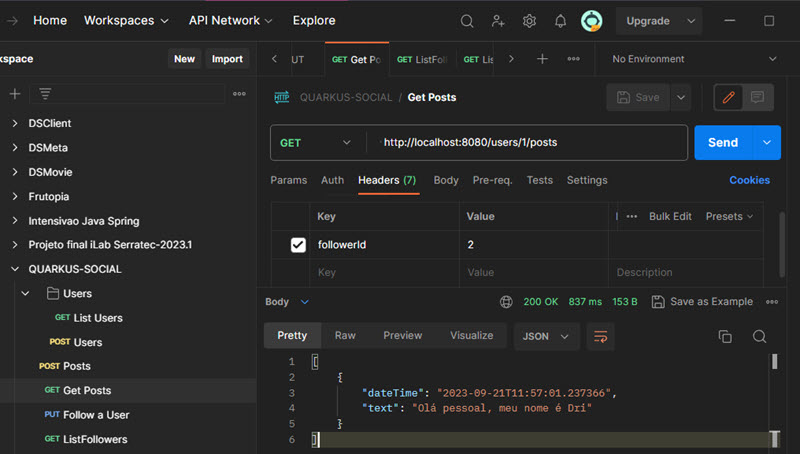 Home Workspaces API Network Explore Upgrade
kspace New Import
UT GET Get Po GET ListFoll GET Lis No Environment
HTTP QUARKUS-SOCIAL / Get Posts Save
GET http://localhost:8080/users/1/posts Send
Params Auth Headers (7) Body Pre-req. Tests Settings Cookies
Key Value Bulk Edit Presets
followerId 2
Key Value Description
DSClient
DSMeta
DSMovie
Frutopia
Intensivao Java Spring
Projeto final iLab Serratec-2023.1
QUARKUS-SOCIAL
Users
GET List Users
POST Users
POST Posts
GET Get Posts
PUT Follow a User
GET ListFollowers
Body 200 OK 837 ms 153 B Save as Example
Pretty Raw Preview Visualize JSON
1 [
2 {
3 "dateTime": "2023-09-21T11:57:01.237366",
4 "text": "Olá pessoal, meu nome é Dri"
5 }
6 ]